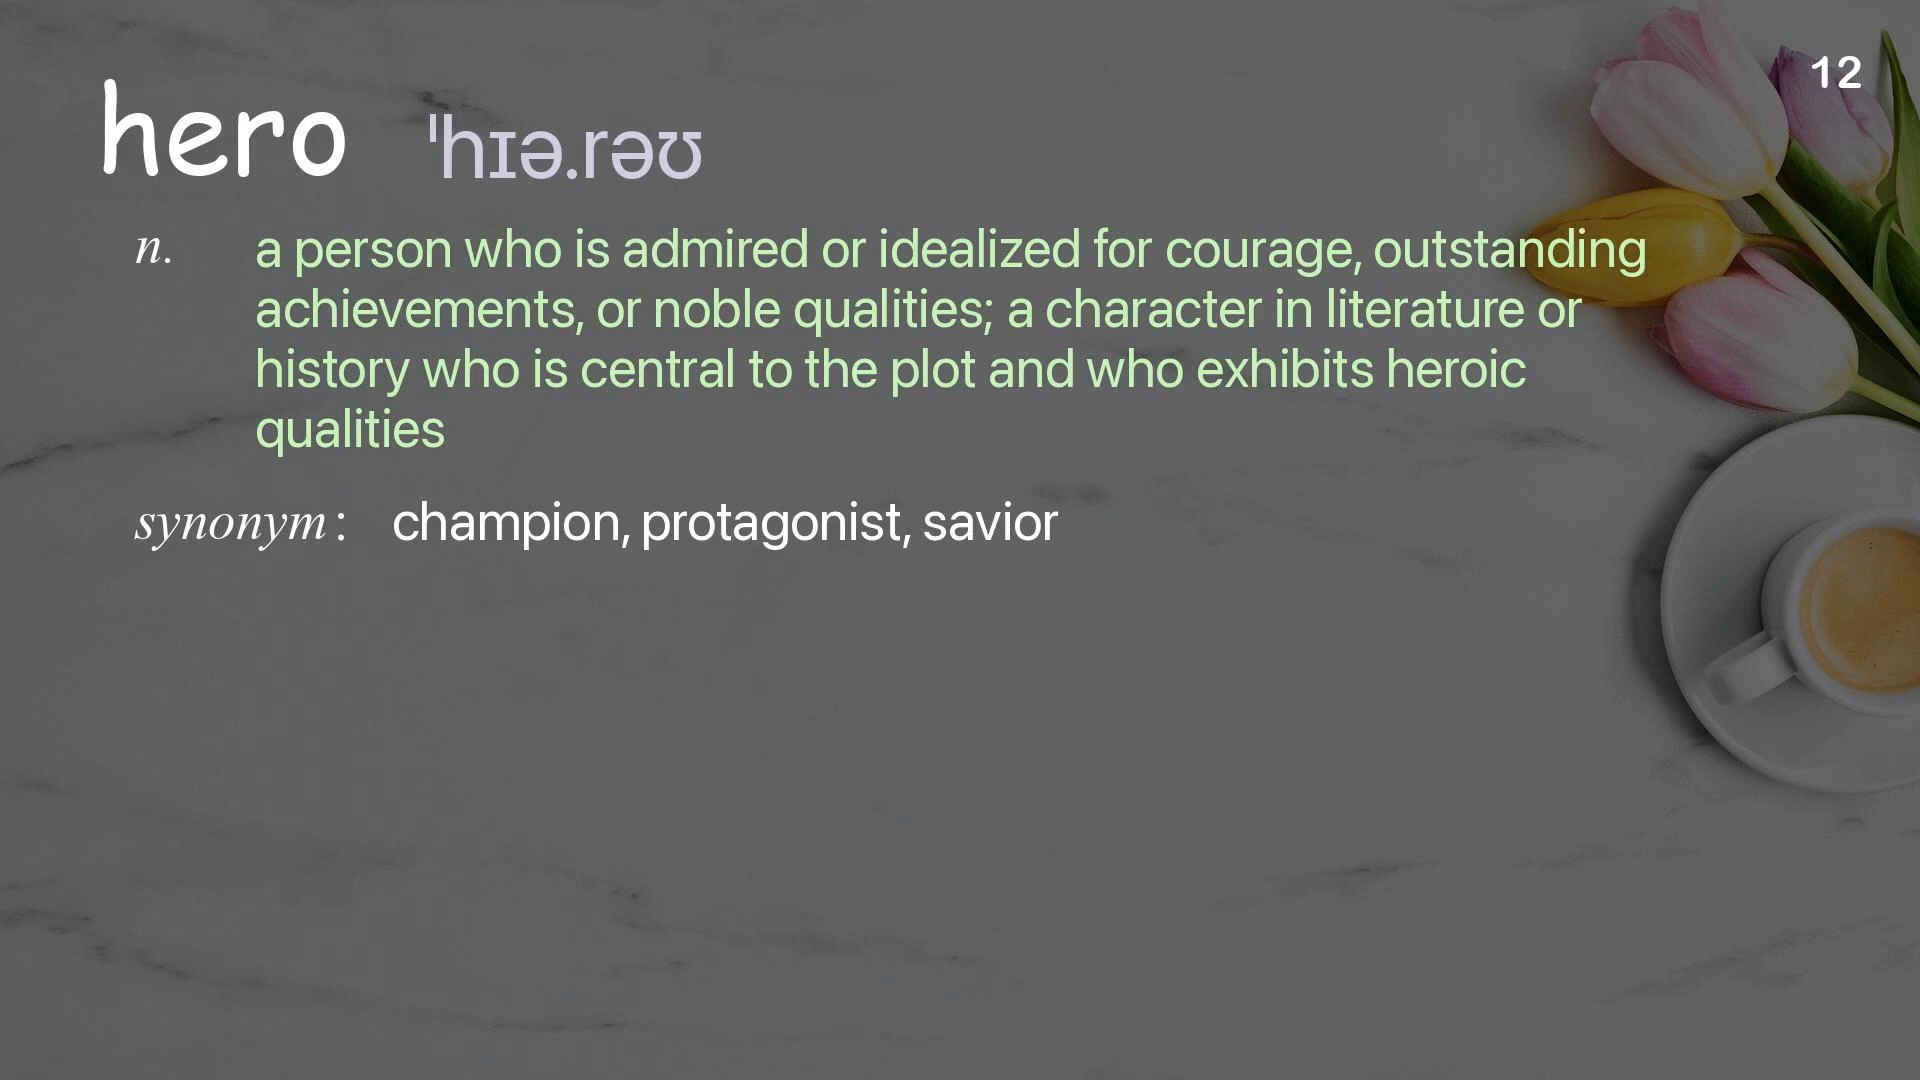 12
hero ˈhɪə.rəʊ
n. a person who is admired or idealized for courage, outstanding
achievements, or noble qualities; a character in literature or
history who is central to the plot and who exhibits heroic
qualities
synonym: champion, protagonist, savior